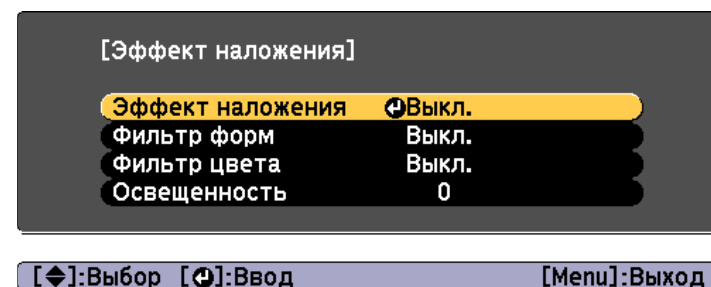 [Эффект наложения]
Эффект наложения Выкл.
Фильтр форм Выкл.
Фильтр цвета Выкл.
Освещенность 0
[◆]:Выбор [⏎]:Ввод [Menu]:Выход